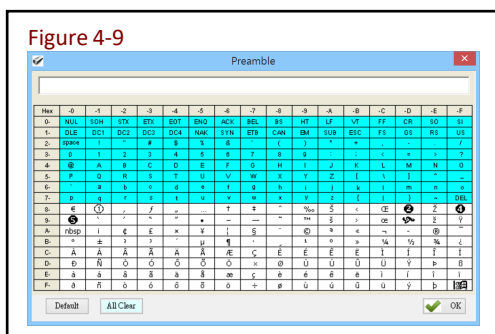 Figure 4-9
Preamble
Hex -0 -1 -2 -3 -4 -5 -6 -7 -8 -9 -A -B -C -D -E -F
0- NUL SOH STX ETX EOT ENQ ACK BEL BS HT LF VT FF CR SO SI
1- DLE DC1 DC2 DC3 DC4 NAK SYN ETB CAN EM SUB ESC FS GS RS US
2- space ! " # $ % & ' ( ) * + , - . /
3- 0 1 2 3 4 5 6 7 8 9 : ; < = > ?
4- @ A B C D E F G H I J K L M N O
5- P Q R S T U V W X Y Z [ \ ] ^ _
6- ` a b c d e f g h i j k l m n o
7- p q r s t u v w x y z { | } ~ DEL
8- € ① ‚ ƒ „ … † ‡ ˆ ‰ Š ‹ Œ ❷ Ž ❹
9- ❺ ‘ ’ “ ” • – — ˜ ™ š › œ ž Ÿ
A- nbsp ¡ ¢ £ ¤ ¥ ¦ § ¨ © ª « ¬ - ® ¯
B- ° ± ² ³ ´ µ ¶ · ¸ ¹ º » ¼ ½ ¾ ¿
C- À Á Â Ã Ä Å Æ Ç È É Ê Ë Ì Í Î Ï
D- Ð Ñ Ò Ó Ô Õ Ö × Ø Ù Ú Û Ü Ý Þ ß
E- à á â ã ä å æ ç è é ê ë ì í î ï
F- ð ñ ò ó ô õ ö ÷ ø ù ú û ü ý þ
Default All Clear OK